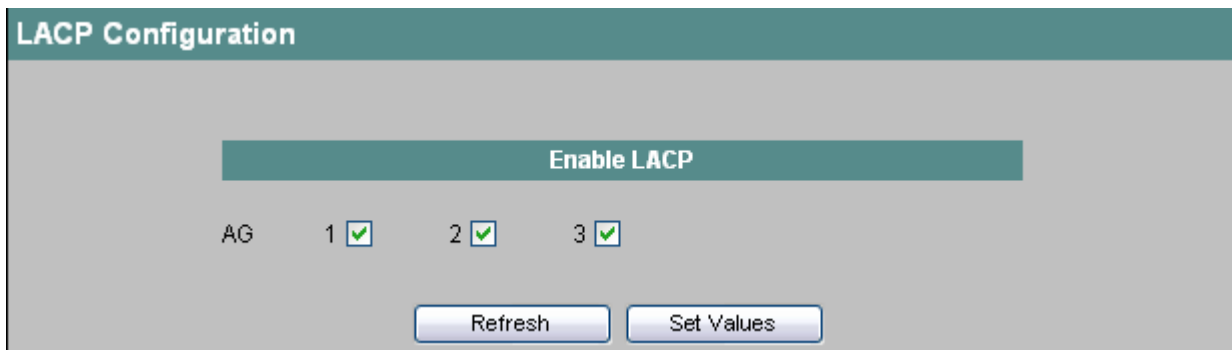 LACP Configuration
Enable LACP
AG 1 2 3
Refresh Set Values